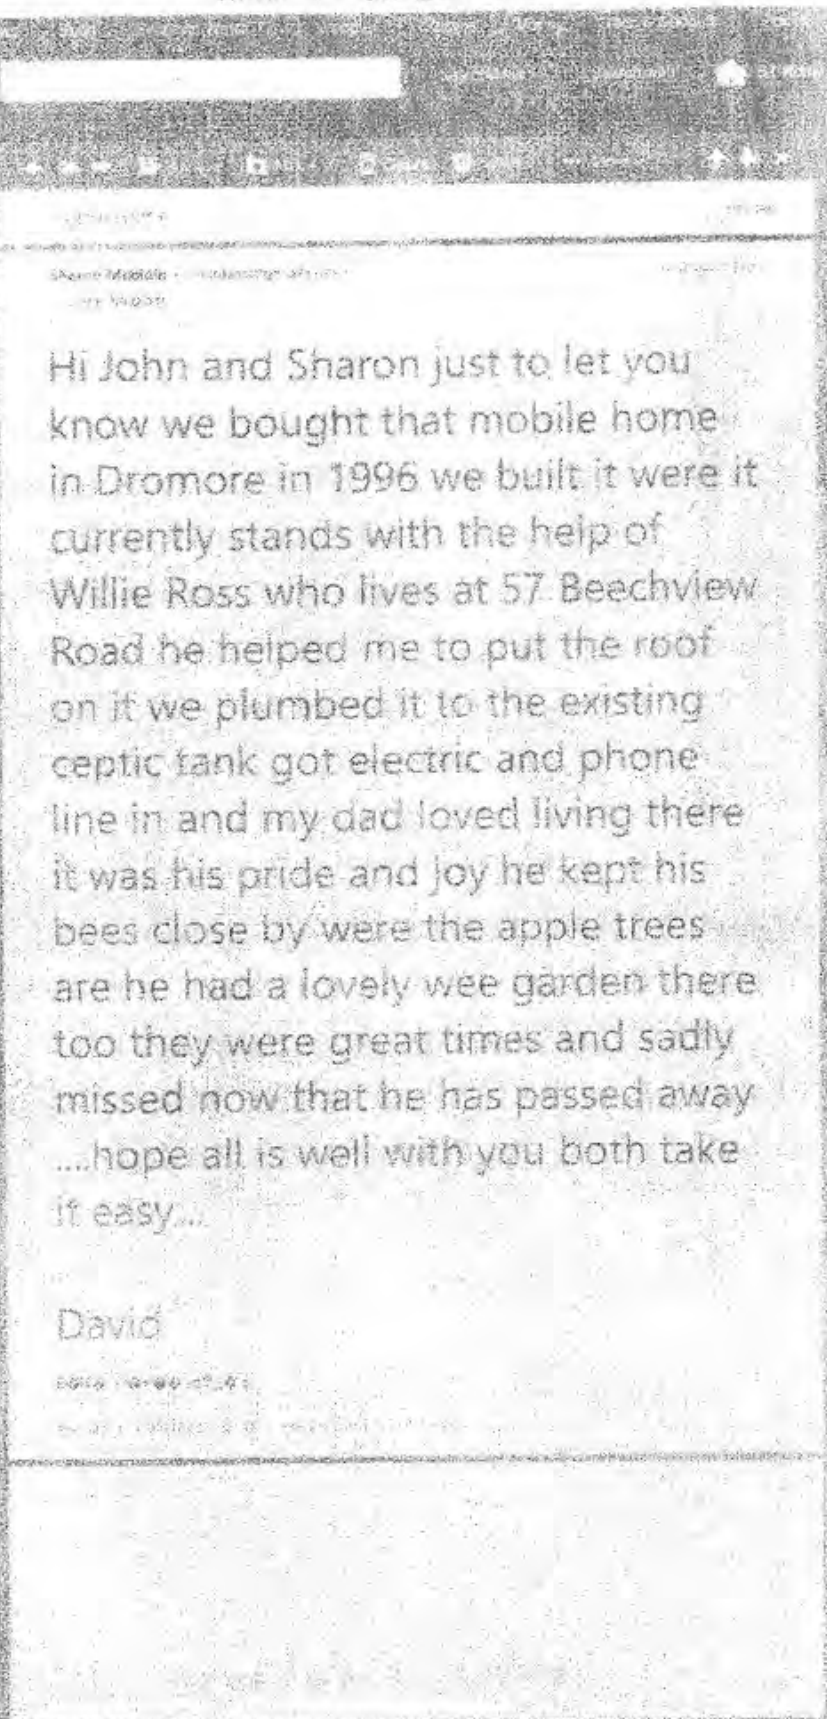 Hi John and Sharon just to let you
know we bought that mobile home
in Dromore in 1996 we built it were it
currently stands with the help of
Willie Ross who lives at 57 Beechview
Road he helped me to put the roof
on it we plumbed it to the existing
ceptic tank got electric and phone
line in and my dad loved living there
it was his pride and joy he kept his
bees close by were the apple trees
are he had a lovely wee garden there
too they were great times and sadly
missed now that he has passed away
....hope all is well with you both take
it easy...
David